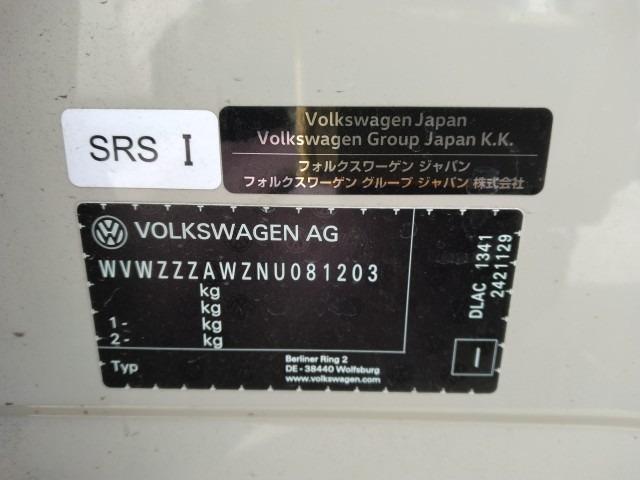 SRS I
Volkswagen Japan
Volkswagen Group Japan K.K.
フォルクスワーゲン ジャパン
フォルクスワーゲン グループ ジャパン 株式会社
VOLKSWAGEN AG
WVWZZZAWZNU081203
kg
kg
1- kg
2- kg
Typ
Berliner Ring 2
DE - 38440 Wolfsburg
www.volkswagen.com
DLAC 1341
2421129
I